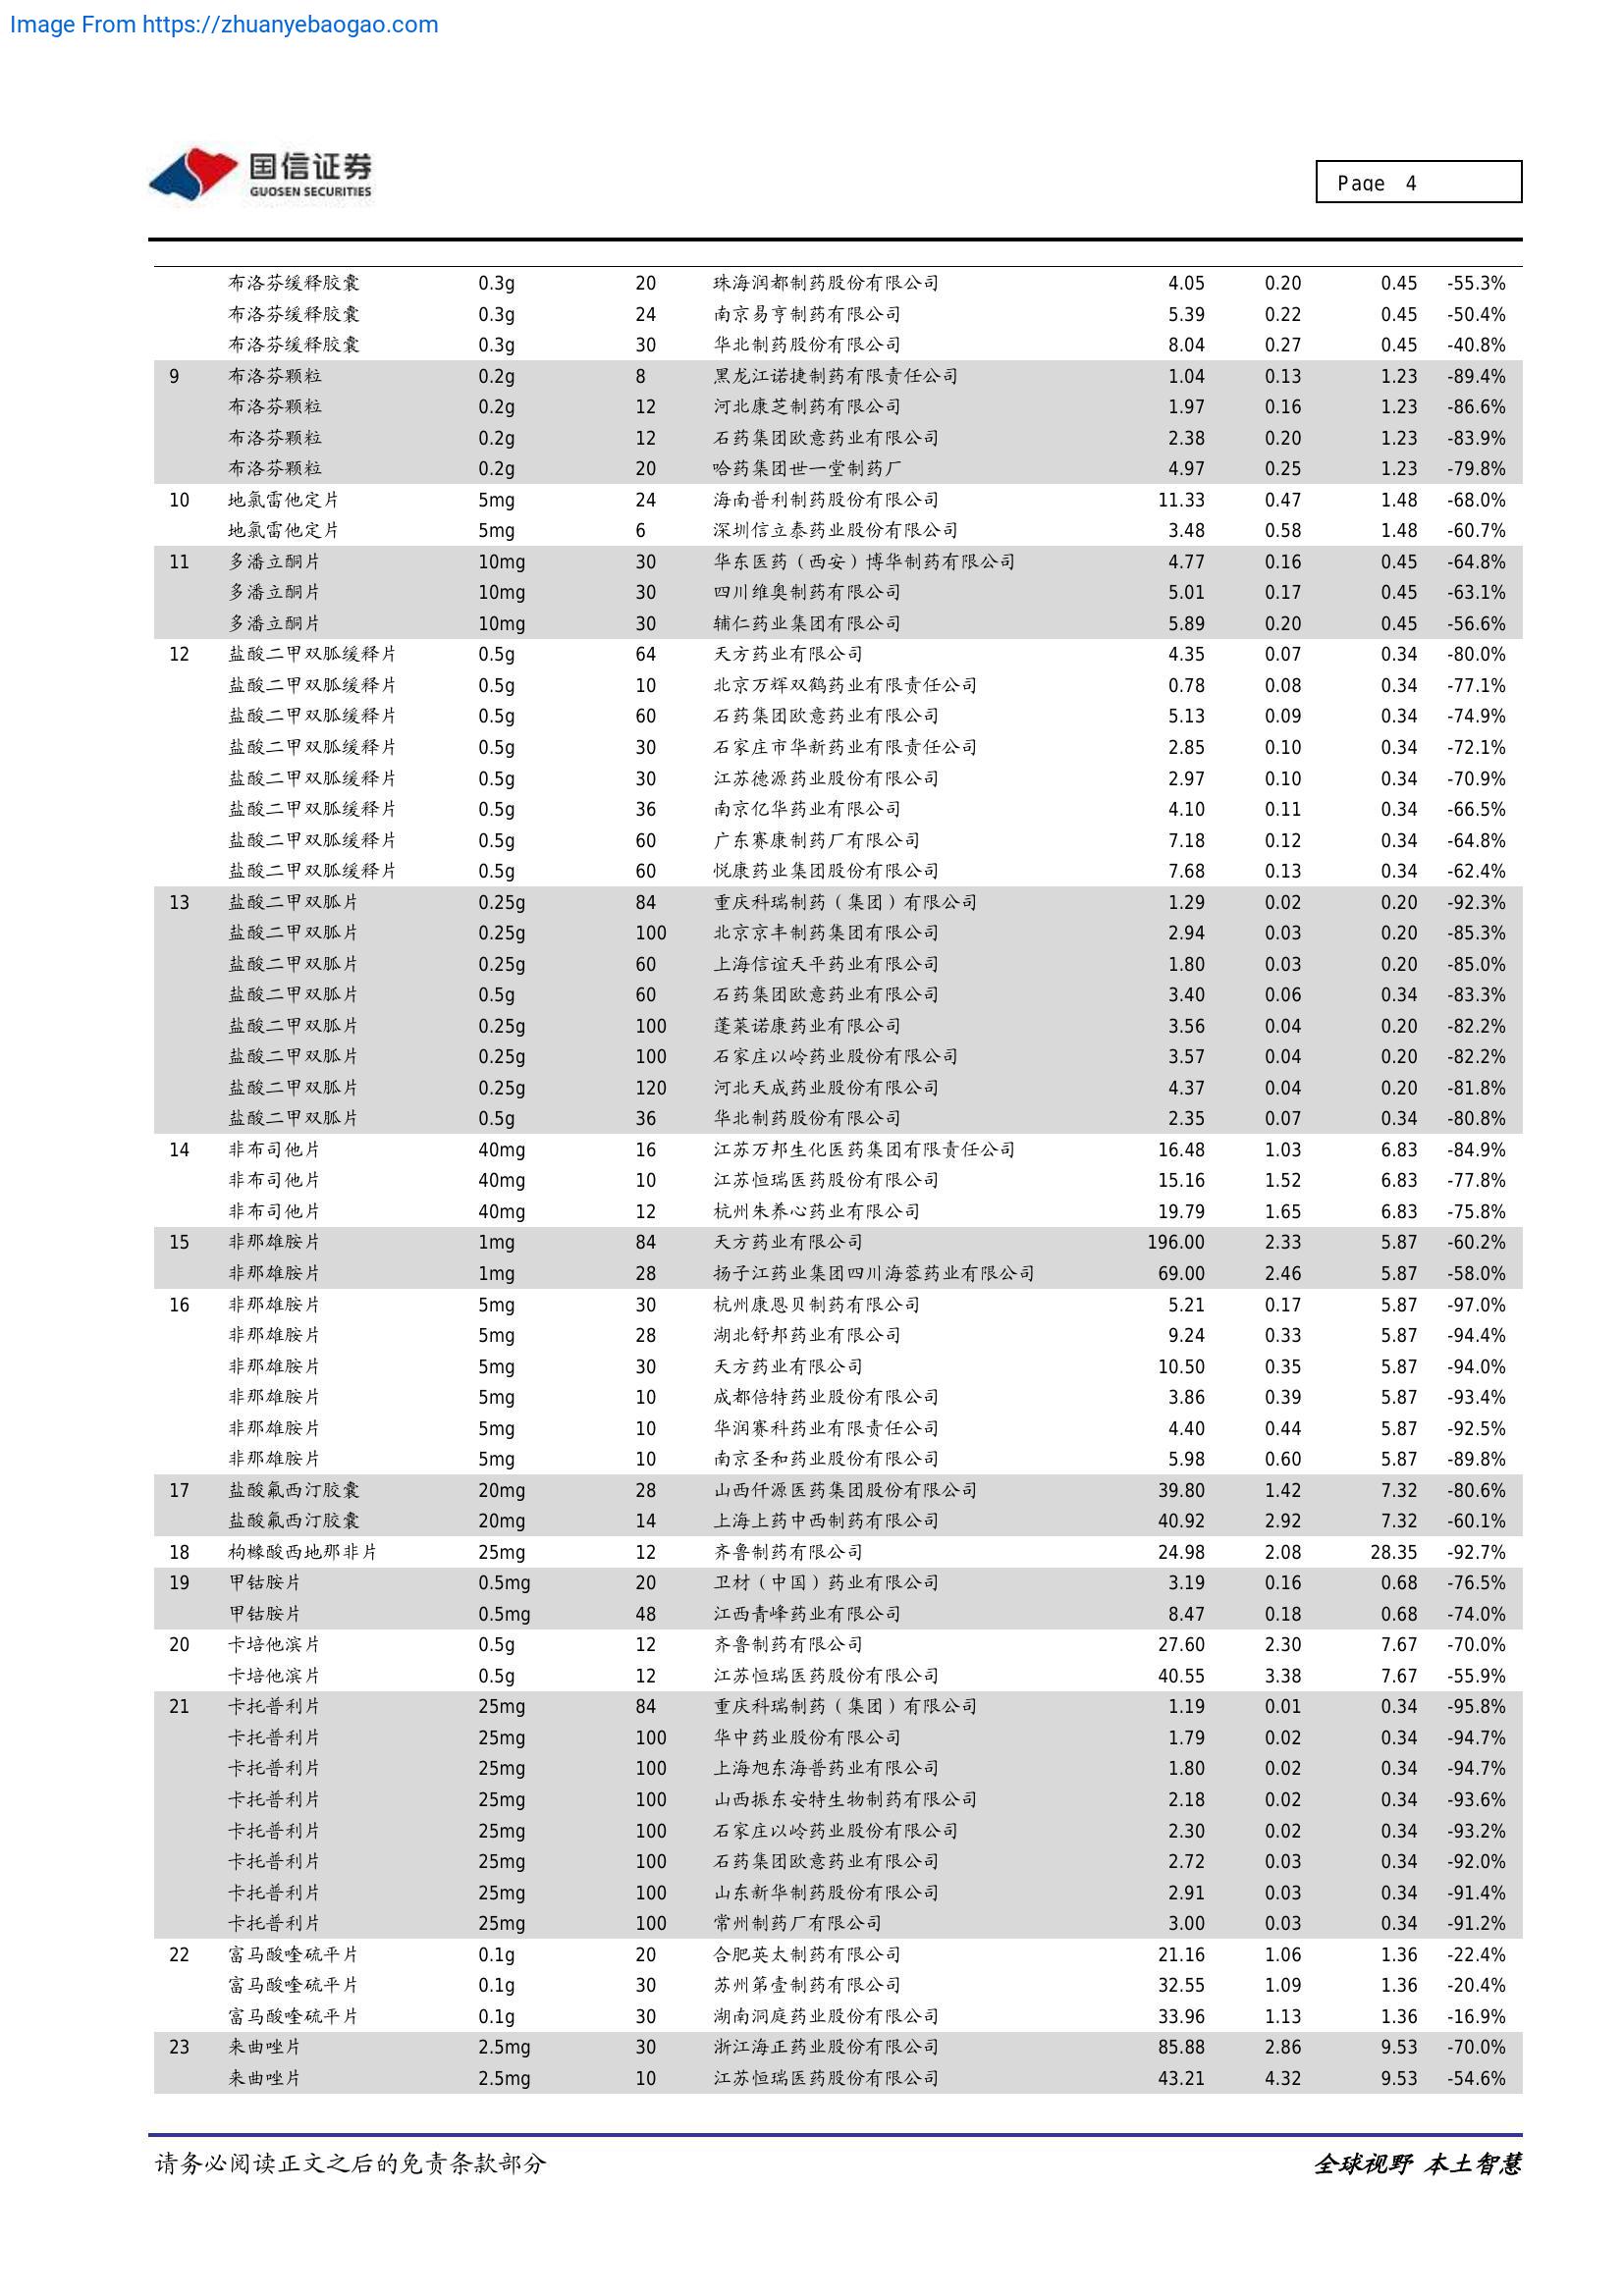 Image From https://zhuanyebaogao.com
国信证券
GUOSEN SECURITIES
Page 4
布洛芬缓释胶囊 0.3g 20 珠海润都制药股份有限公司 4.05 0.20 0.45 -55.3%
布洛芬缓释胶囊 0.3g 24 南京易亨制药有限公司 5.39 0.22 0.45 -50.4%
布洛芬缓释胶囊 0.3g 30 华北制药股份有限公司 8.04 0.27 0.45 -40.8%
9 布洛芬颗粒 0.2g 8 黑龙江诺捷制药有限责任公司 1.04 0.13 1.23 -89.4%
布洛芬颗粒 0.2g 12 河北康芝制药有限公司 1.97 0.16 1.23 -86.6%
布洛芬颗粒 0.2g 12 石药集团欧意药业有限公司 2.38 0.20 1.23 -83.9%
布洛芬颗粒 0.2g 20 哈药集团世一堂制药厂 4.97 0.25 1.23 -79.8%
10 地氯雷他定片 5mg 24 海南普利制药股份有限公司 11.33 0.47 1.48 -68.0%
地氯雷他定片 5mg 6 深圳信立泰药业股份有限公司 3.48 0.58 1.48 -60.7%
11 多潘立酮片 10mg 30 华东医药（西安）博华制药有限公司 4.77 0.16 0.45 -64.8%
多潘立酮片 10mg 30 四川维奥制药有限公司 5.01 0.17 0.45 -63.1%
多潘立酮片 10mg 30 辅仁药业集团有限公司 5.89 0.20 0.45 -56.6%
12 盐酸二甲双胍缓释片 0.5g 64 天方药业有限公司 4.35 0.07 0.34 -80.0%
盐酸二甲双胍缓释片 0.5g 10 北京万辉双鹤药业有限责任公司 0.78 0.08 0.34 -77.1%
盐酸二甲双胍缓释片 0.5g 60 石药集团欧意药业有限公司 5.13 0.09 0.34 -74.9%
盐酸二甲双胍缓释片 0.5g 30 石家庄市华新药业有限责任公司 2.85 0.10 0.34 -72.1%
盐酸二甲双胍缓释片 0.5g 30 江苏德源药业股份有限公司 2.97 0.10 0.34 -70.9%
盐酸二甲双胍缓释片 0.5g 36 南京亿华药业有限公司 4.10 0.11 0.34 -66.5%
盐酸二甲双胍缓释片 0.5g 60 广东赛康制药厂有限公司 7.18 0.12 0.34 -64.8%
盐酸二甲双胍缓释片 0.5g 60 悦康药业集团股份有限公司 7.68 0.13 0.34 -62.4%
13 盐酸二甲双胍片 0.25g 84 重庆科瑞制药（集团）有限公司 1.29 0.02 0.20 -92.3%
盐酸二甲双胍片 0.25g 100 北京京丰制药集团有限公司 2.94 0.03 0.20 -85.3%
盐酸二甲双胍片 0.25g 60 上海信谊天平药业有限公司 1.80 0.03 0.20 -85.0%
盐酸二甲双胍片 0.5g 60 石药集团欧意药业有限公司 3.40 0.06 0.34 -83.3%
盐酸二甲双胍片 0.25g 100 蓬莱诺康药业有限公司 3.56 0.04 0.20 -82.2%
盐酸二甲双胍片 0.25g 100 石家庄以岭药业股份有限公司 3.57 0.04 0.20 -82.2%
盐酸二甲双胍片 0.25g 120 河北天成药业股份有限公司 4.37 0.04 0.20 -81.8%
盐酸二甲双胍片 0.5g 36 华北制药股份有限公司 2.35 0.07 0.34 -80.8%
14 非布司他片 40mg 16 江苏万邦生化医药集团有限责任公司 16.48 1.03 6.83 -84.9%
非布司他片 40mg 10 江苏恒瑞医药股份有限公司 15.16 1.52 6.83 -77.8%
非布司他片 40mg 12 杭州朱养心药业有限公司 19.79 1.65 6.83 -75.8%
15 非那雄胺片 1mg 84 天方药业有限公司 196.00 2.33 5.87 -60.2%
非那雄胺片 1mg 28 扬子江药业集团四川海蓉药业有限公司 69.00 2.46 5.87 -58.0%
16 非那雄胺片 5mg 30 杭州康恩贝制药有限公司 5.21 0.17 5.87 -97.0%
非那雄胺片 5mg 28 湖北舒邦药业有限公司 9.24 0.33 5.87 -94.4%
非那雄胺片 5mg 30 天方药业有限公司 10.50 0.35 5.87 -94.0%
非那雄胺片 5mg 10 成都倍特药业股份有限公司 3.86 0.39 5.87 -93.4%
非那雄胺片 5mg 10 华润赛科药业有限责任公司 4.40 0.44 5.87 -92.5%
非那雄胺片 5mg 10 南京圣和药业股份有限公司 5.98 0.60 5.87 -89.8%
17 盐酸氟西汀胶囊 20mg 28 山西仟源医药集团股份有限公司 39.80 1.42 7.32 -80.6%
盐酸氟西汀胶囊 20mg 14 上海上药中西制药有限公司 40.92 2.92 7.32 -60.1%
18 枸橼酸西地那非片 25mg 12 齐鲁制药有限公司 24.98 2.08 28.35 -92.7%
19 甲钴胺片 0.5mg 20 卫材（中国）药业有限公司 3.19 0.16 0.68 -76.5%
甲钴胺片 0.5mg 48 江西青峰药业有限公司 8.47 0.18 0.68 -74.0%
20 卡培他滨片 0.5g 12 齐鲁制药有限公司 27.60 2.30 7.67 -70.0%
卡培他滨片 0.5g 12 江苏恒瑞医药股份有限公司 40.55 3.38 7.67 -55.9%
21 卡托普利片 25mg 84 重庆科瑞制药（集团）有限公司 1.19 0.01 0.34 -95.8%
卡托普利片 25mg 100 华中药业股份有限公司 1.79 0.02 0.34 -94.7%
卡托普利片 25mg 100 上海旭东海普药业有限公司 1.80 0.02 0.34 -94.7%
卡托普利片 25mg 100 山西振东安特生物制药有限公司 2.18 0.02 0.34 -93.6%
卡托普利片 25mg 100 石家庄以岭药业股份有限公司 2.30 0.02 0.34 -93.2%
卡托普利片 25mg 100 石药集团欧意药业有限公司 2.72 0.03 0.34 -92.0%
卡托普利片 25mg 100 山东新华制药股份有限公司 2.91 0.03 0.34 -91.4%
卡托普利片 25mg 100 常州制药厂有限公司 3.00 0.03 0.34 -91.2%
22 富马酸喹硫平片 0.1g 20 合肥英太制药有限公司 21.16 1.06 1.36 -22.4%
富马酸喹硫平片 0.1g 30 苏州第壹制药有限公司 32.55 1.09 1.36 -20.4%
富马酸喹硫平片 0.1g 30 湖南洞庭药业股份有限公司 33.96 1.13 1.36 -16.9%
23 来曲唑片 2.5mg 30 浙江海正药业股份有限公司 85.88 2.86 9.53 -70.0%
来曲唑片 2.5mg 10 江苏恒瑞医药股份有限公司 43.21 4.32 9.53 -54.6%
请务必阅读正文之后的免责条款部分
全球视野 本土智慧